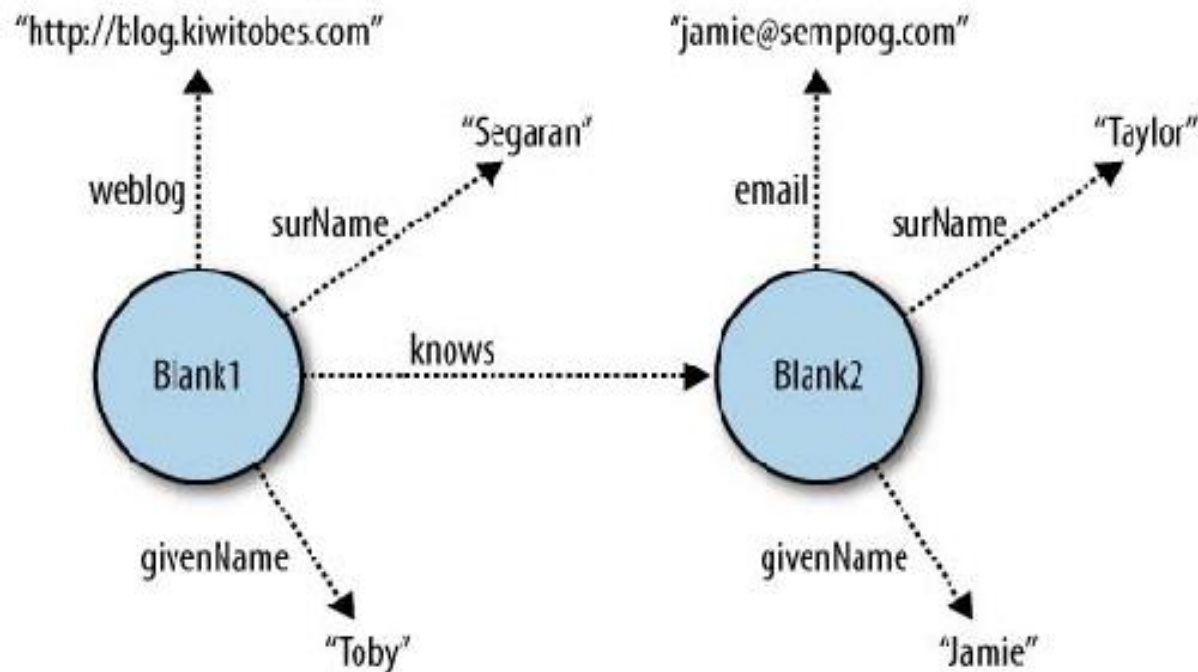 “http://blog.kiwitobes.com”
“jamie@semprog.com”
“Segaran”
“Taylor”
weblog
surName
email
surName
Blank1
knows
Blank2
givenName
givenName
“Toby”
“Jamie”